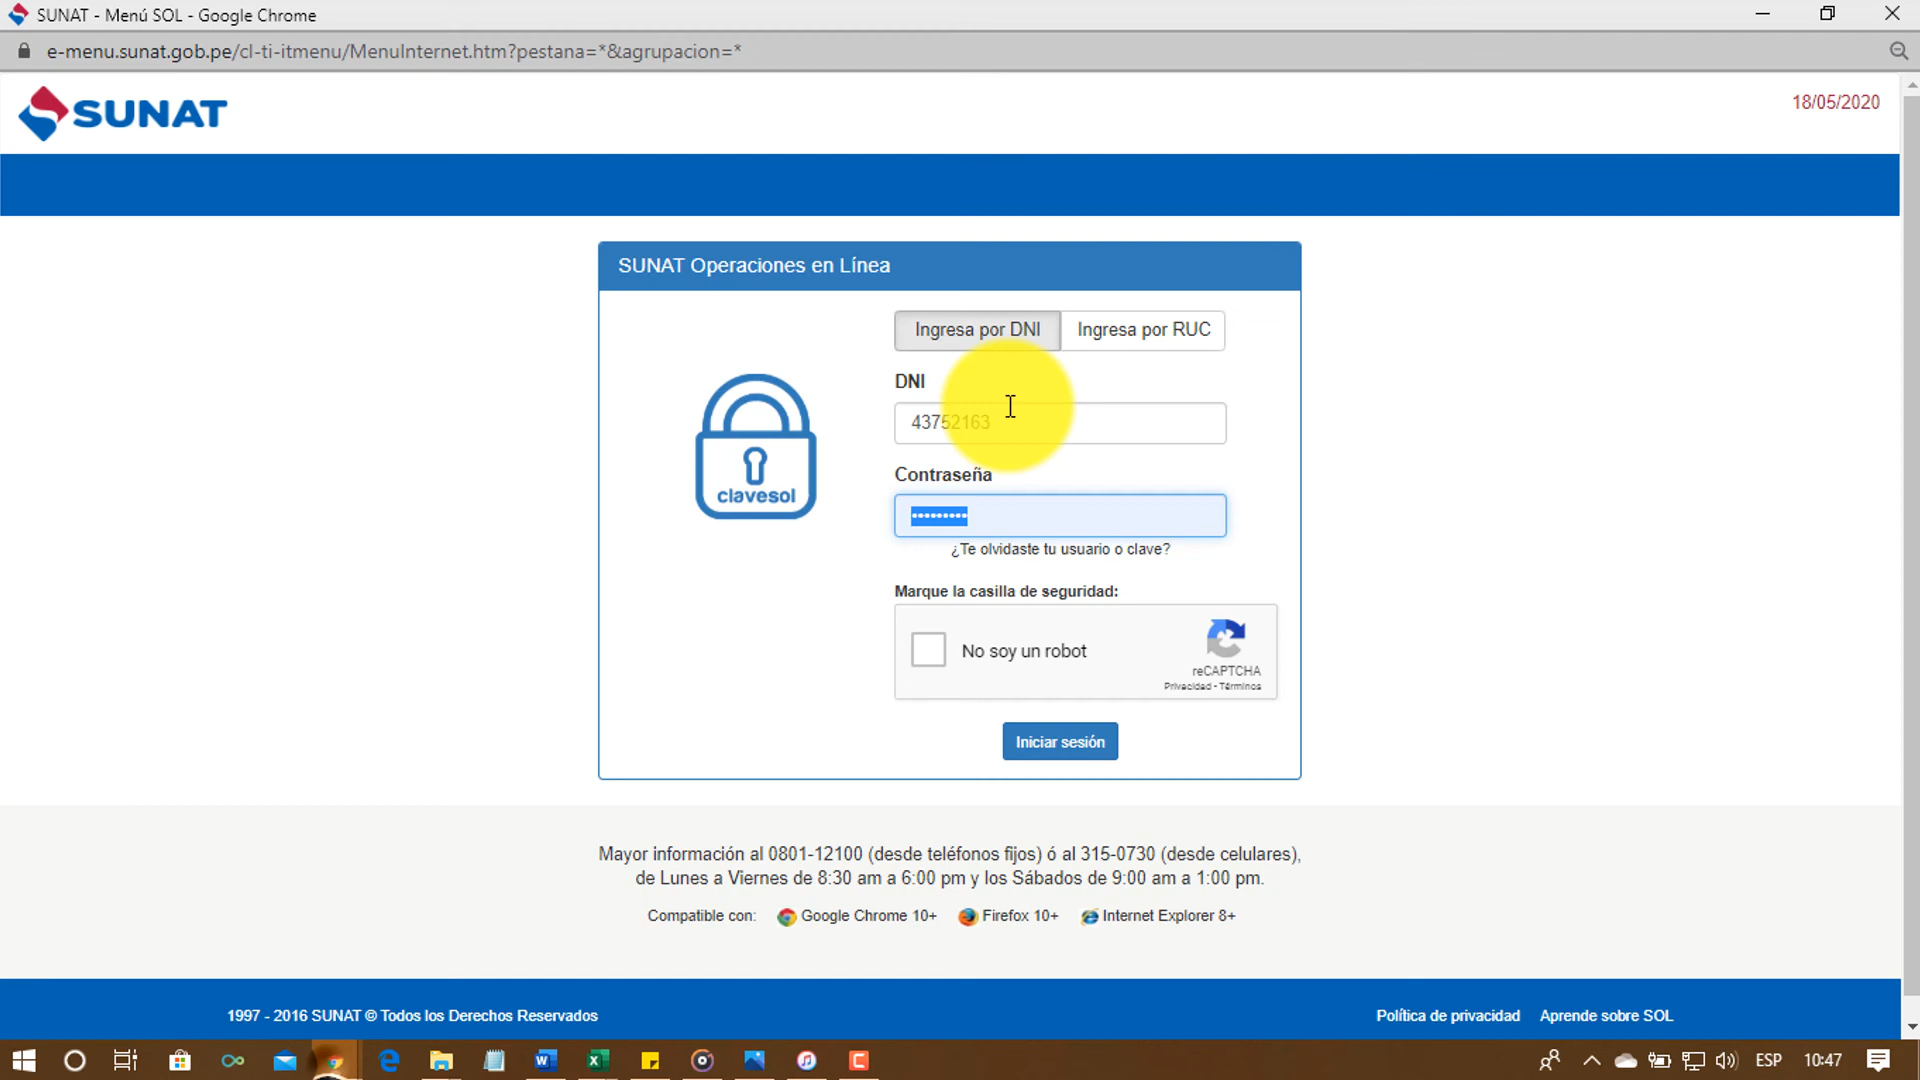 SUNAT - Menú SOL - Google Chrome
e-menu.sunat.gob.pe/cl-ti-itmenu/MenuInternet.htm?pestana=*&agrupacion=*
SUNAT
18/05/2020
SUNAT Operaciones en Línea
Ingresa por DNI
Ingresa por RUC
DNI
43752163
clavesol
Contraseña
•••••••••
¿Te olvidaste tu usuario o clave?
Marque la casilla de seguridad:
No soy un robot
reCAPTCHA
Privacidad - Términos
Iniciar sesión
Mayor información al 0801-12100 (desde teléfonos fijos) ó al 315-0730 (desde celulares),
de Lunes a Viernes de 8:30 am a 6:00 pm y los Sábados de 9:00 am a 1:00 pm.
Compatible con: Google Chrome 10+ Firefox 10+ Internet Explorer 8+
1997 - 2016 SUNAT © Todos los Derechos Reservados
Política de privacidad Aprende sobre SOL
ESP 10:47